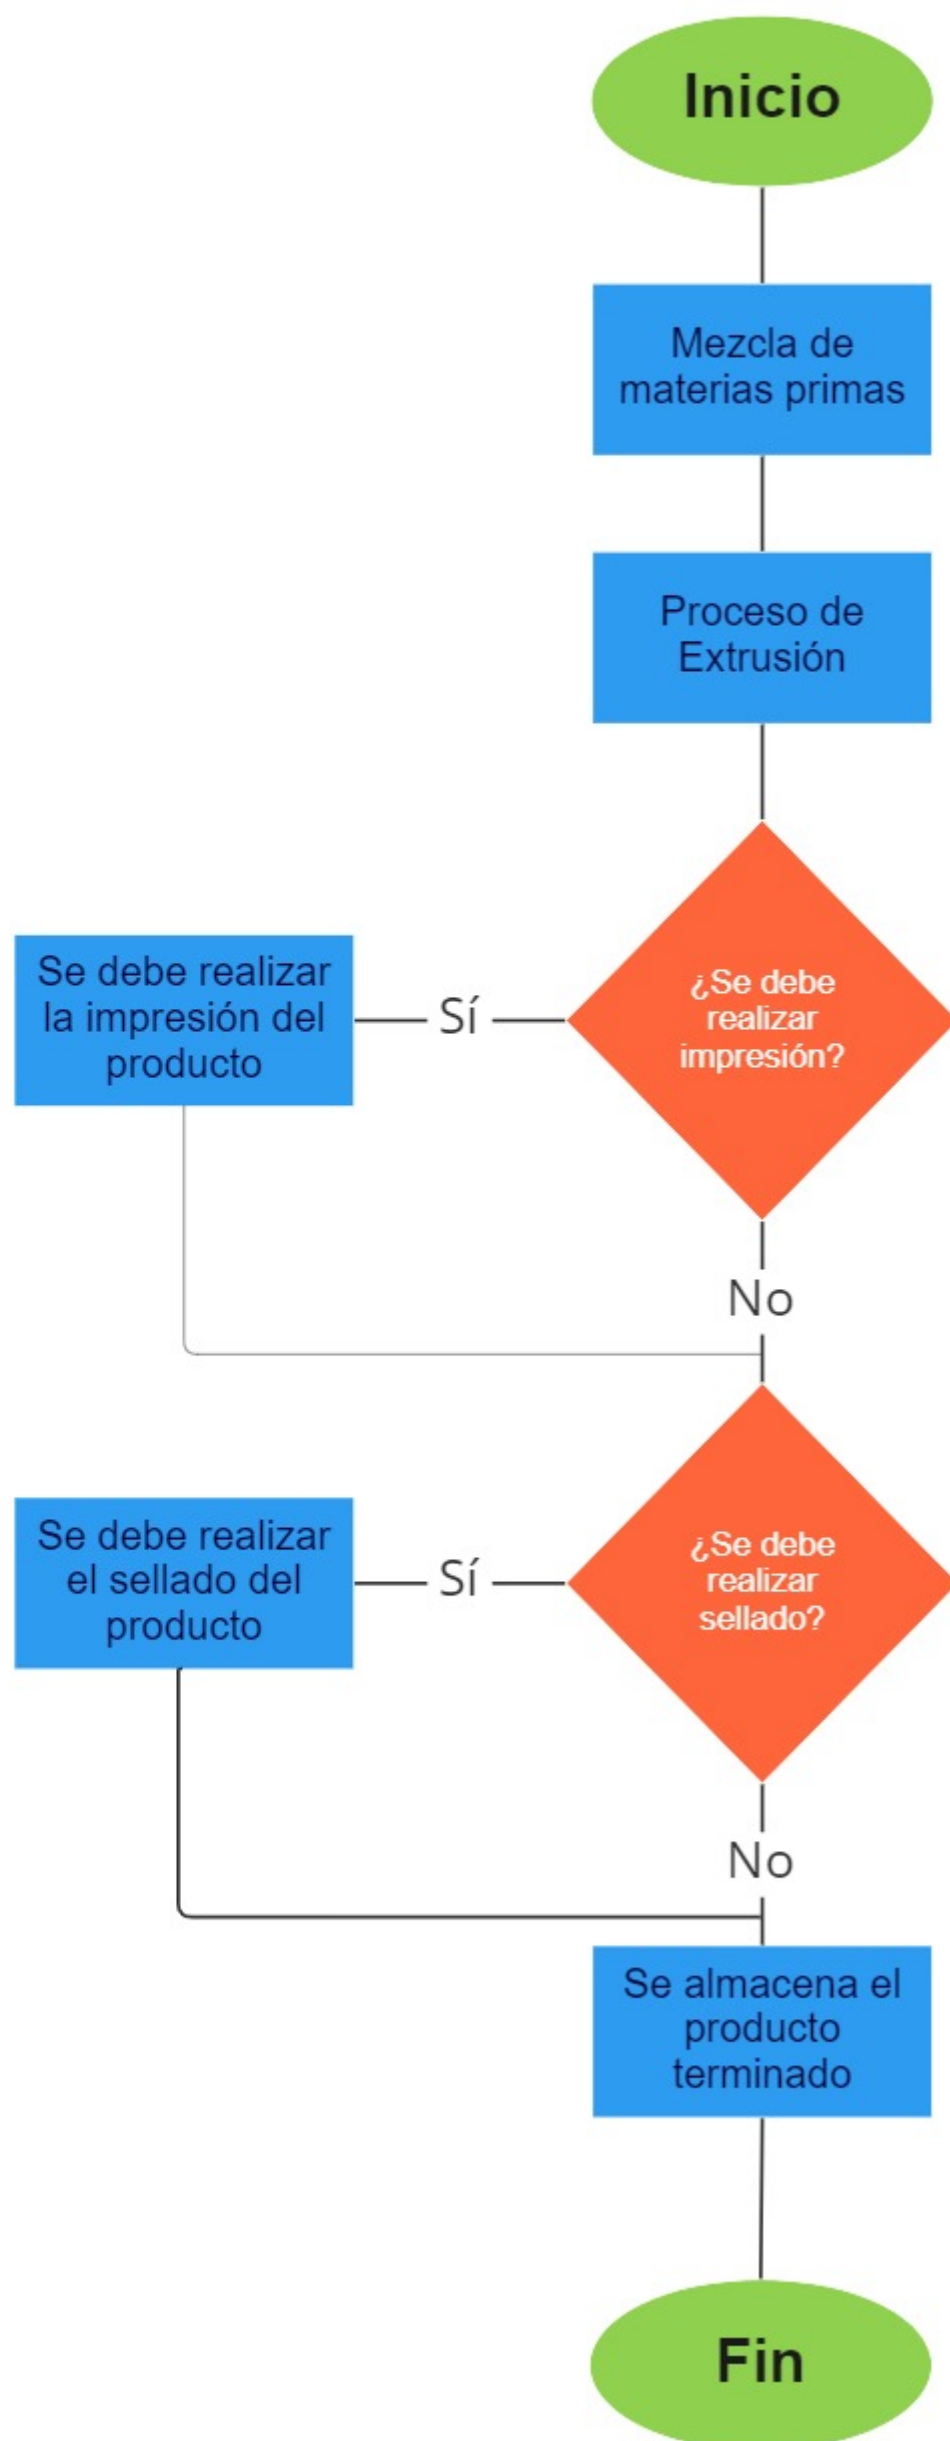 Inicio
Mezcla de
materias primas
Proceso de
Extrusión
¿Se debe
realizar
impresión?
Sí
Se debe realizar
la impresión del
producto
No
¿Se debe
realizar
sellado?
Sí
Se debe realizar
el sellado del
producto
No
Se almacena el
producto
terminado
Fin